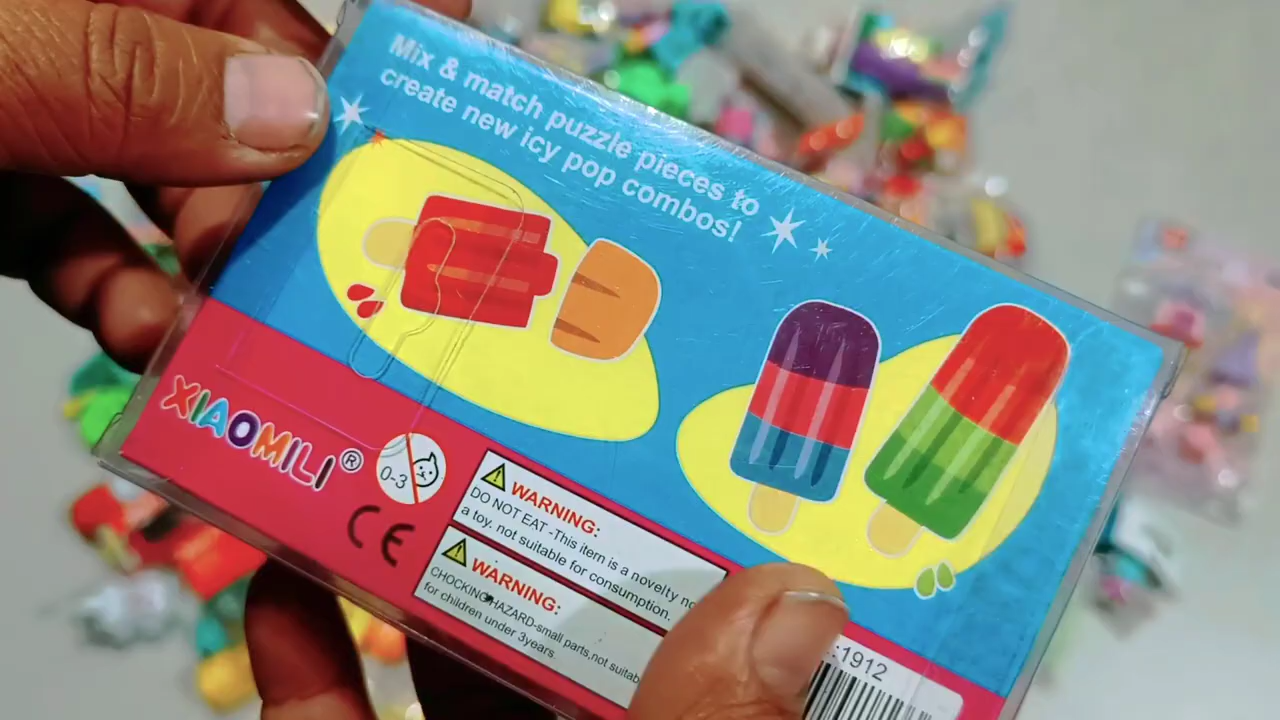 Mix & match puzzle pieces to
create new icy pop combos!
XIAOMILI®
0-3
CE
WARNING:
DO NOT EAT -This item is a novelty no
a toy. not suitable for consumption.
WARNING:
CHOCKING HAZARD-small parts,not suitab
for children under 3years.
:1912